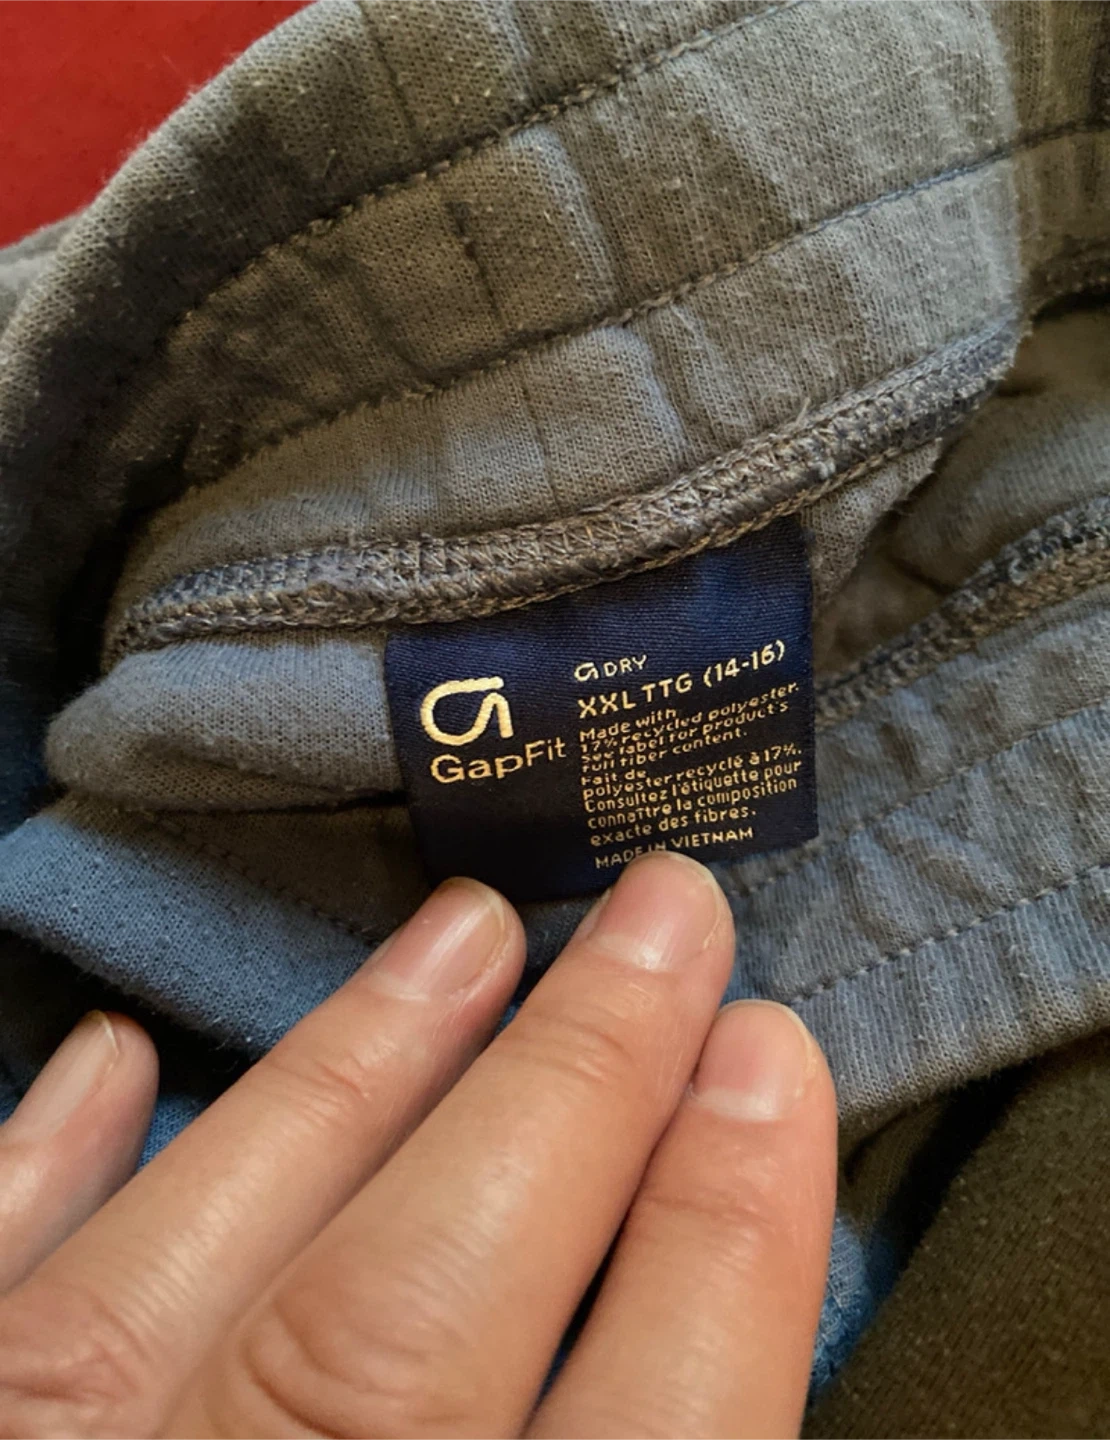 GapFit
DRY
XXL TTG (14-16)
Made with
17% recycled polyester.
See label for product's
full fiber content.
Fait de
polyester recyclé à 17%.
Consultez l'étiquette pour
connaître la composition
exacte des fibres.
MADE IN VIETNAM